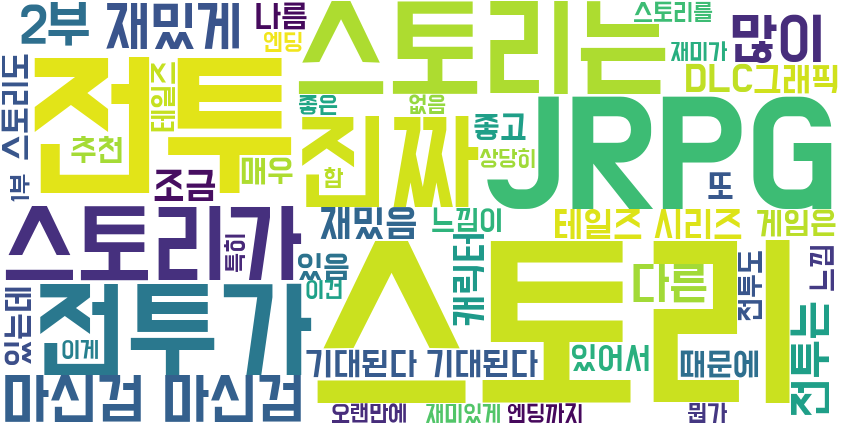 2부
재밌게
나름
엔딩
스토리는
스토리를
재미가
많이
DLC그래픽
스토리도
전투
테일즈
추천
매우
좋은
없음
진짜
함
좋고
상당히
JRPG
또
1부
조금
스토리가
특히
재밌음
느낌이
테일즈 시리즈
게임은
있음
이건
캐릭터
스토리
다른
전투도
느낌
있는데
전투가
이게
전투는
기대된다 기대된다
있어서
때문에
마신검 마신검
오랜만에
재미있게
엔딩까지
뭔가